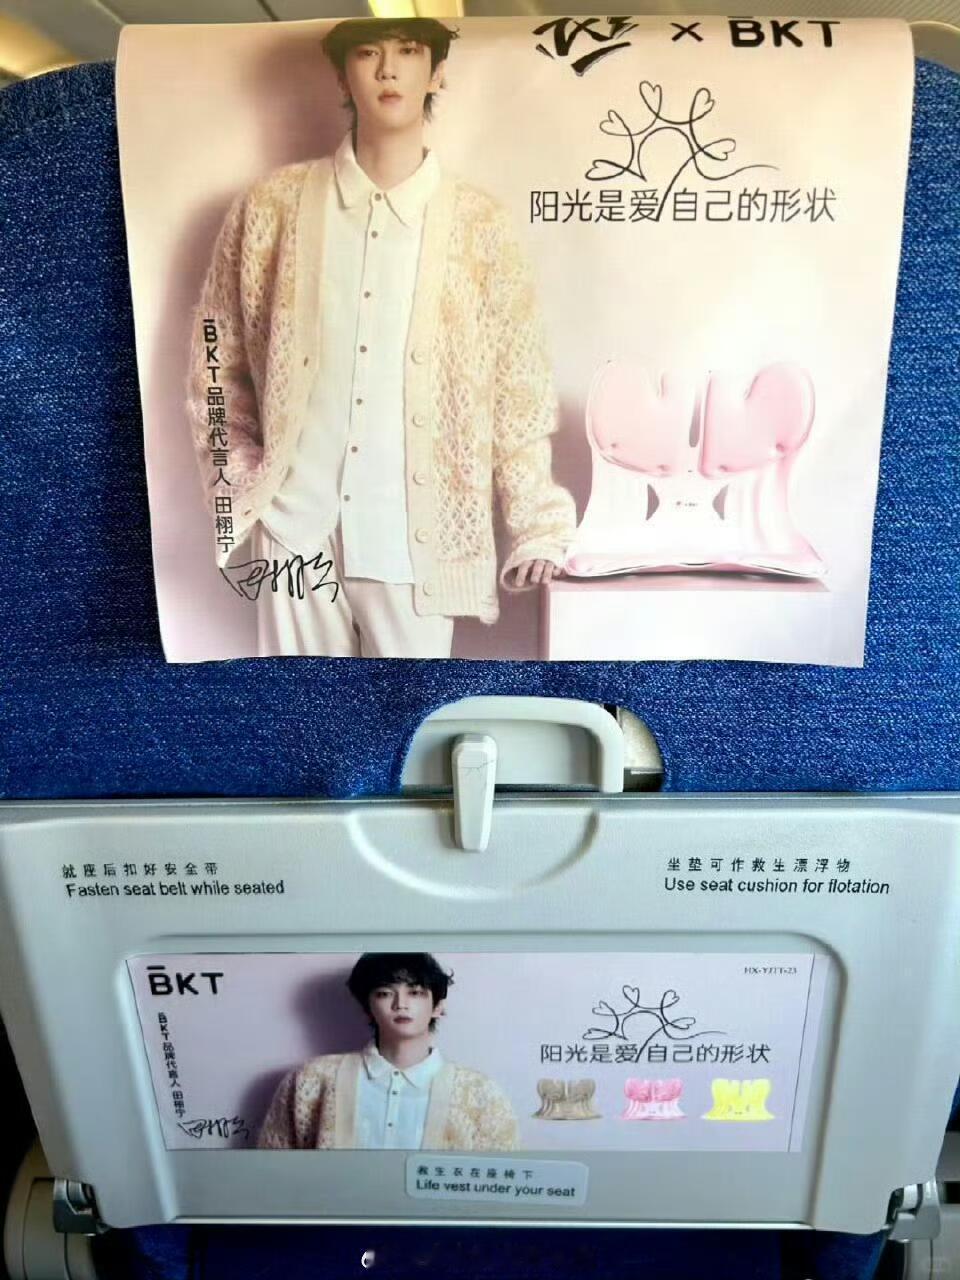 × BKT
阳光是爱自己的形状
BKT品牌代言人 田栩宁
就座后扣好安全带
Fasten seat belt while seated
坐垫可作救生漂浮物
Use seat cushion for flotation
BKT
HX-YJTT-23
BKT品牌代言人 田栩宁
阳光是爱自己的形状
救生衣在座椅下
Life vest under your seat